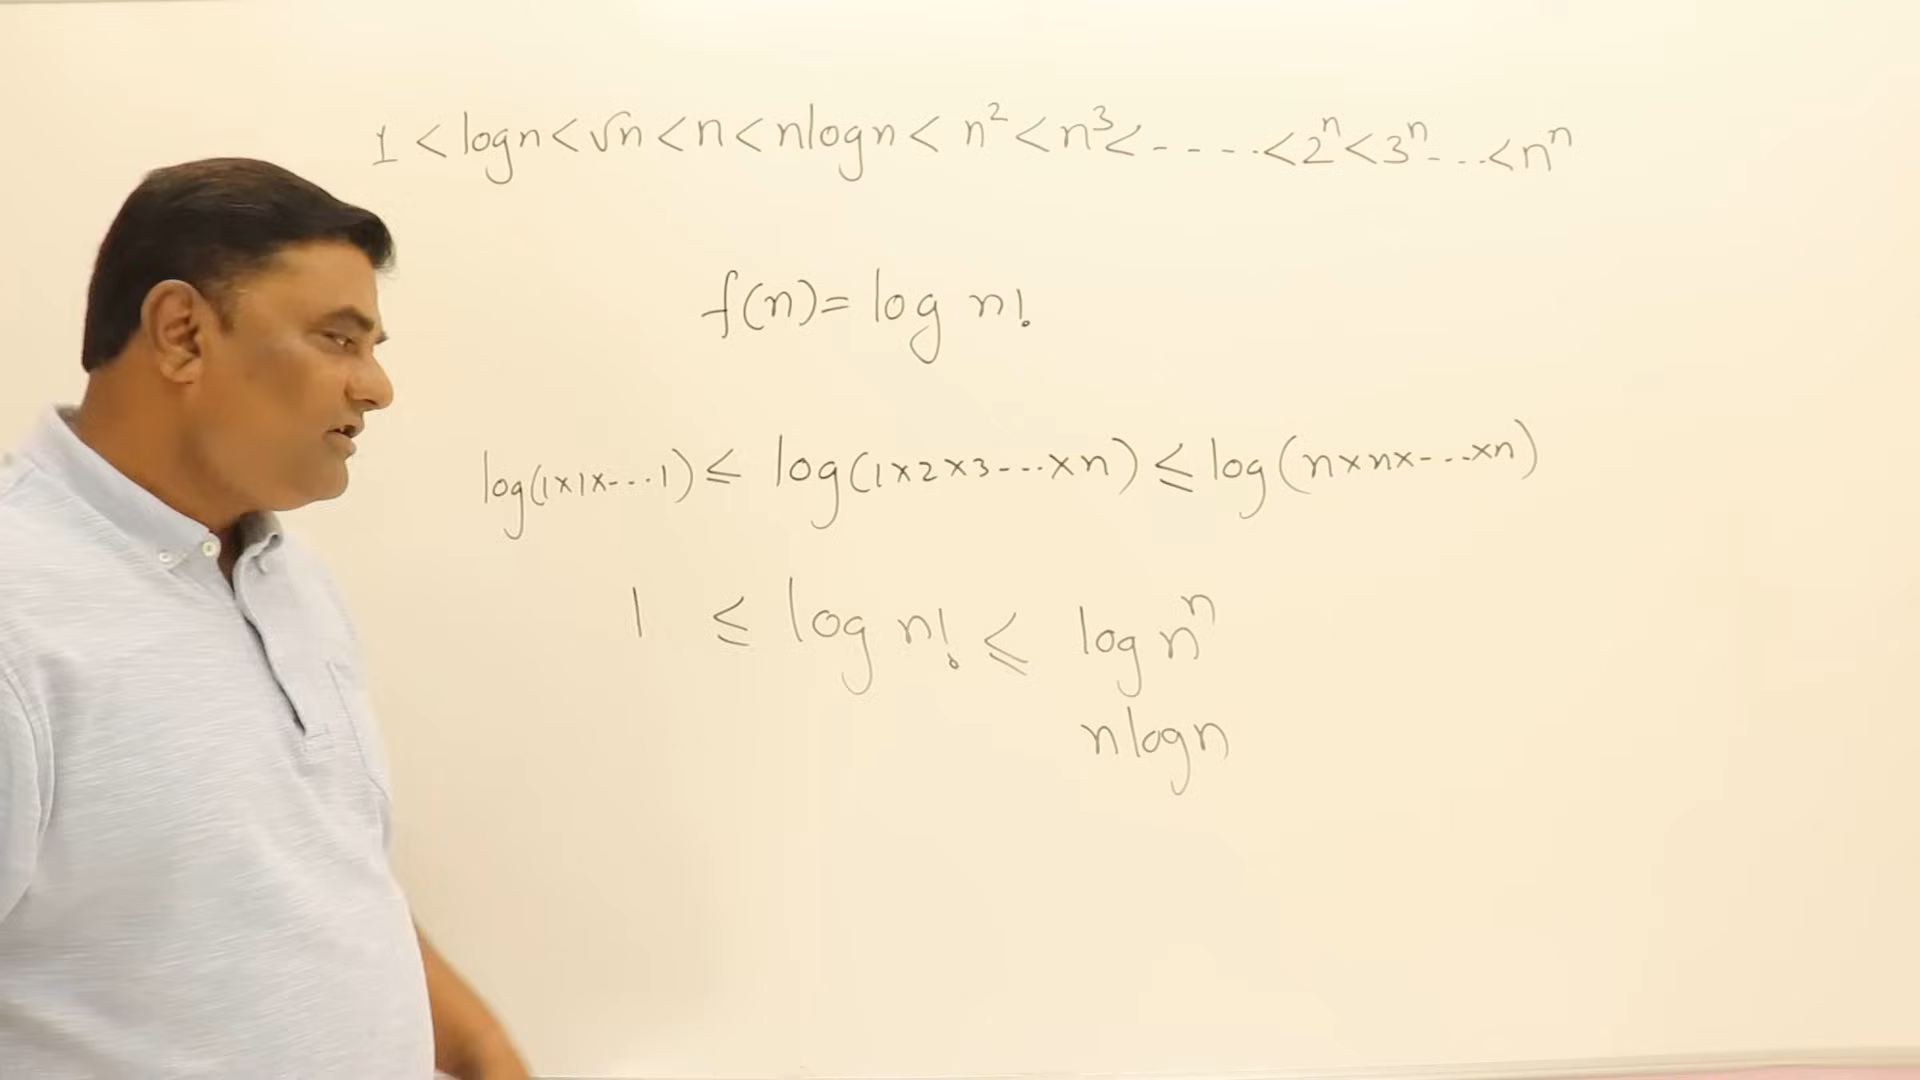 1 < logn < √n < n < nlogn < n² < n³ < - - - - . < 2ⁿ < 3ⁿ - . . < nⁿ
f(n) = log n!
log(1×1×-...1) ≤ log(1×2×3-...×n) ≤ log(n×n×-...×n)
1 ≤ log n! ≤ log nⁿ
nlogn